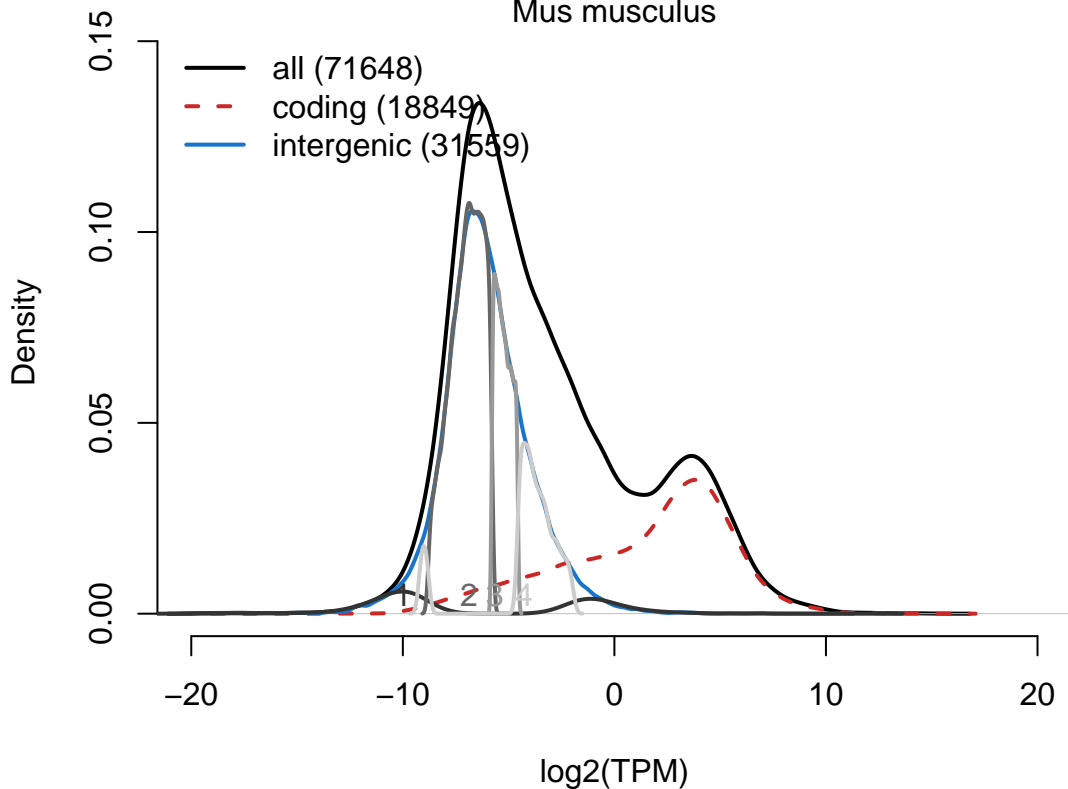 Mus musculus
0.15
all (71648)
coding (18849)
intergenic (31559)
0.10
Density
0.05
1 2 3 4
0.00
−20 −10 0 10 20
log2(TPM)